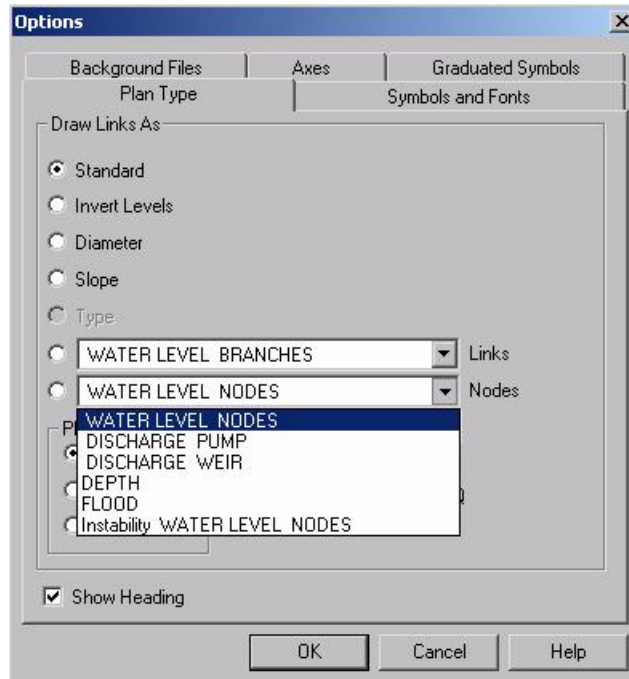 Options
Background Files Axes Graduated Symbols
Plan Type Symbols and Fonts
Draw Links As
Standard
Invert Levels
Diameter
Slope
Type
WATER LEVEL BRANCHES Links
WATER LEVEL NODES Nodes
WATER LEVEL NODES
DISCHARGE PUMP
DISCHARGE WEIR
DEPTH
FLOOD
Instability WATER LEVEL NODES
Show Heading
OK Cancel Help